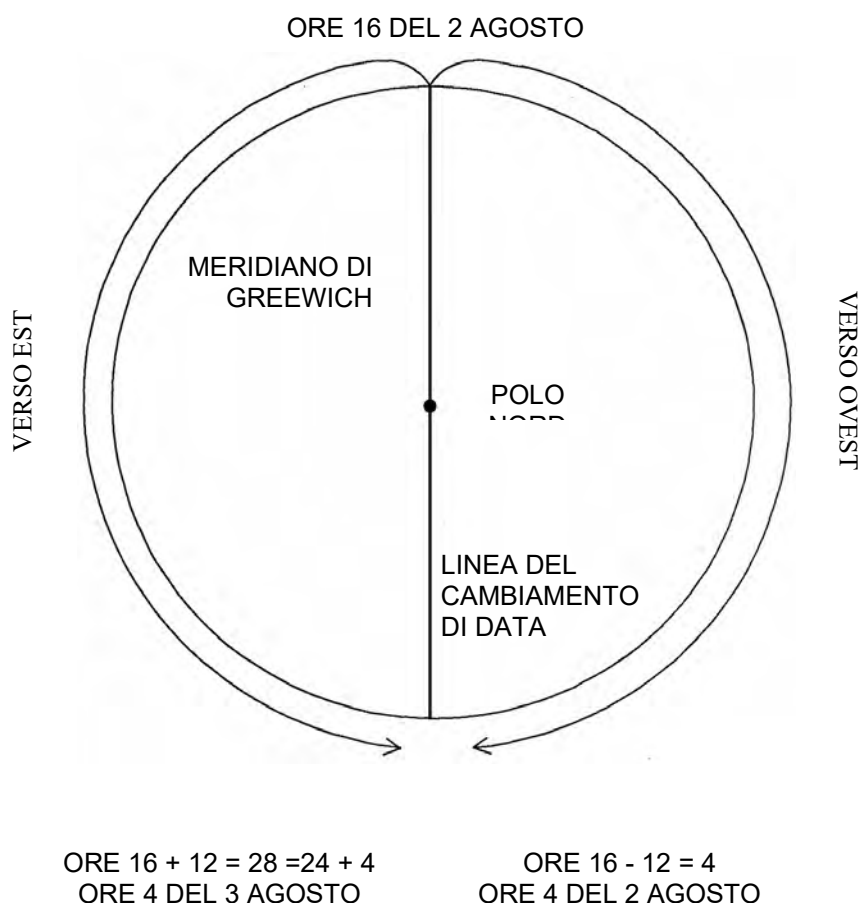 ORE 16 DEL 2 AGOSTO
MERIDIANO DI
GREEWICH
VERSO EST
VERSO OVEST
POLO
NORD
LINEA DEL
CAMBIAMENTO
DI DATA
ORE 16 + 12 = 28 =24 + 4
ORE 4 DEL 3 AGOSTO
ORE 16 - 12 = 4
ORE 4 DEL 2 AGOSTO